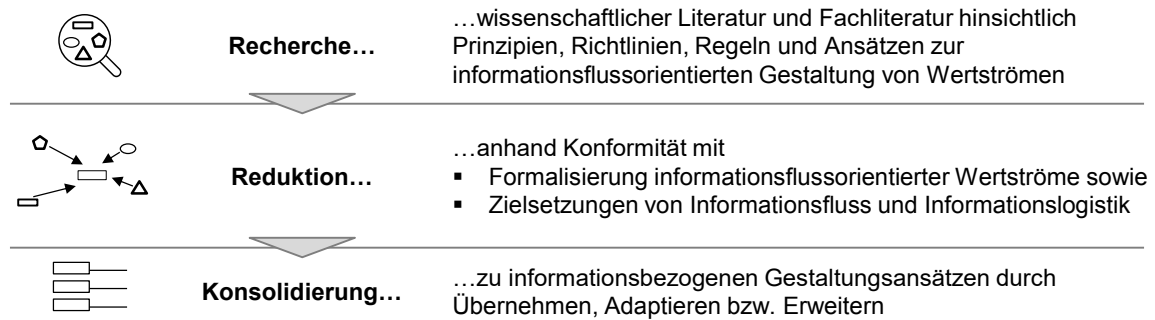 Recherche…
…wissenschaftlicher Literatur und Fachliteratur hinsichtlich
Prinzipien, Richtlinien, Regeln und Ansätzen zur
informationsflussorientierten Gestaltung von Wertströmen
Reduktion…
…anhand Konformität mit
▪ Formalisierung informationsflussorientierter Wertströme sowie
▪ Zielsetzungen von Informationsfluss und Informationslogistik
Konsolidierung…
…zu informationsbezogenen Gestaltungsansätzen durch
Übernehmen, Adaptieren bzw. Erweitern